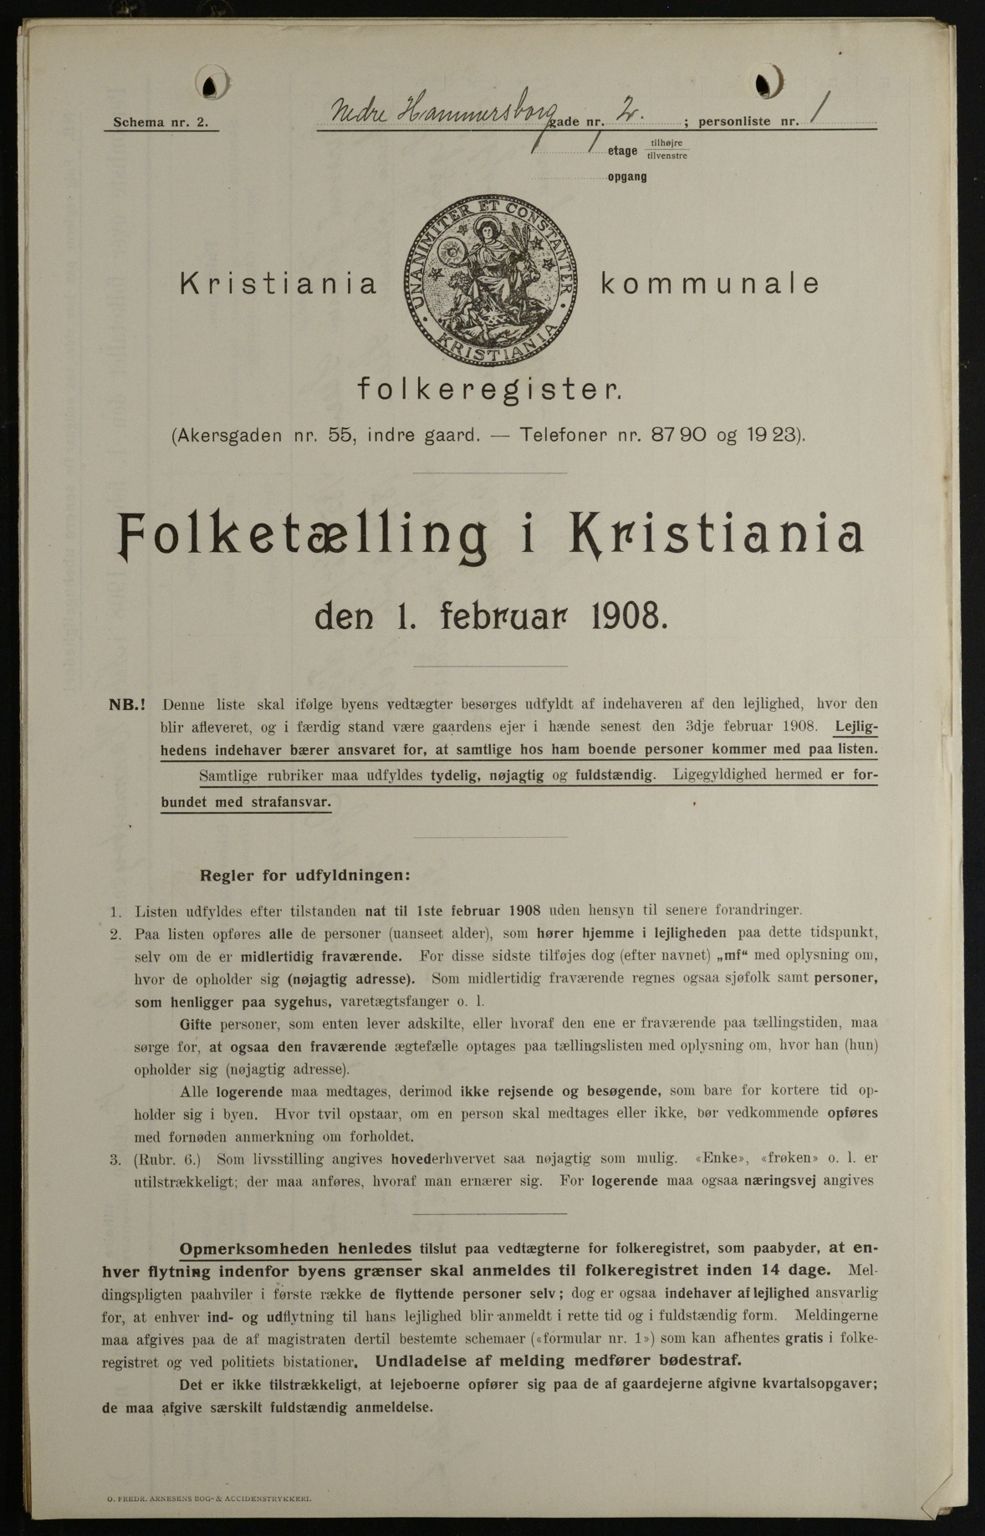 Schema nr. 2.
Nedre Hammersborg gade nr. 2. ; personliste nr. 1
1 etage tilhøjre
tilvenstre
opgang
UNANIMITER ET CONSTANTER
KRISTIANIA
Kristiania kommunale
folkeregister.
(Akersgaden nr. 55, indre gaard. — Telefoner nr. 87 90 og 19 23).
Folketælling i Kristiania
den 1. februar 1908.
NB.! Denne liste skal ifølge byens vedtægter besørges udfyldt af indehaveren af den lejlighed, hvor den
blir afleveret, og i færdig stand være gaardens ejer i hænde senest den 3dje februar 1908. Lejlig-
hedens indehaver bærer ansvaret for, at samtlige hos ham boende personer kommer med paa listen.
Samtlige rubriker maa udfyldes tydelig, nøjagtig og fuldstændig. Ligegyldighed hermed er for-
bundet med strafansvar.
Regler for udfyldningen:
1. Listen udfyldes efter tilstanden nat til 1ste februar 1908 uden hensyn til senere forandringer.
2. Paa listen opføres alle de personer (uanseet alder), som hører hjemme i lejligheden paa dette tidspunkt,
selv om de er midlertidig fraværende. For disse sidste tilføjes dog (efter navnet) „mf“ med oplysning om,
hvor de opholder sig (nøjagtig adresse). Som midlertidig fraværende regnes ogsaa sjøfolk samt personer,
som henligger paa sygehus, varetægtsfanger o. l.
Gifte personer, som enten lever adskilte, eller hvoraf den ene er fraværende paa tællingstiden, maa
sørge for, at ogsaa den fraværende ægtefælle optages paa tællingslisten med oplysning om, hvor han (hun)
opholder sig (nøjagtig adresse).
Alle logerende maa medtages, derimod ikke rejsende og besøgende, som bare for kortere tid op-
holder sig i byen. Hvor tvil opstaar, om en person skal medtages eller ikke, bør vedkommende opføres
med fornøden anmerkning om forholdet.
3. (Rubr. 6.) Som livsstilling angives hovederhvervet saa nøjagtig som mulig. «Enke», «frøken» o. l. er
utilstrækkeligt; der maa anføres, hvoraf man ernærer sig. For logerende maa ogsaa næringsvej angives
Opmerksomheden henledes tilslut paa vedtægterne for folkeregistret, som paabyder, at en-
hver flytning indenfor byens grænser skal anmeldes til folkeregistret inden 14 dage. Mel-
dingspligten paahviler i første række de flyttende personer selv; dog er ogsaa indehaver af lejlighed ansvarlig
for, at enhver ind- og udflytning til hans lejlighed blir anmeldt i rette tid og i fuldstændig form. Meldingerne
maa afgives paa de af magistraten dertil bestemte schemaer («formular nr. 1») som kan afhentes gratis i folke-
registret og ved politiets bistationer. Undladelse af melding medfører bødestraf.
Det er ikke tilstrækkeligt, at lejeboerne opfører sig paa de af gaardejerne afgivne kvartalsopgaver;
de maa afgive særskilt fuldstændig anmeldelse.
O. FREDR. ARNESENS BOG- & ACCIDENSTRYKKERI.